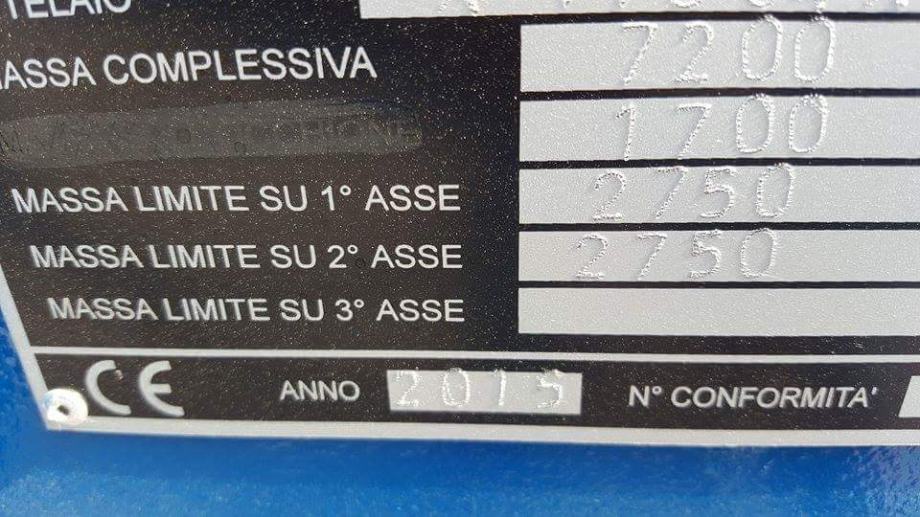 TELAIO
MASSA COMPLESSIVA 7200
1700
MASSA LIMITE SU 1° ASSE 2750
MASSA LIMITE SU 2° ASSE 2750
MASSA LIMITE SU 3° ASSE
CE ANNO 2015 N° CONFORMITA'